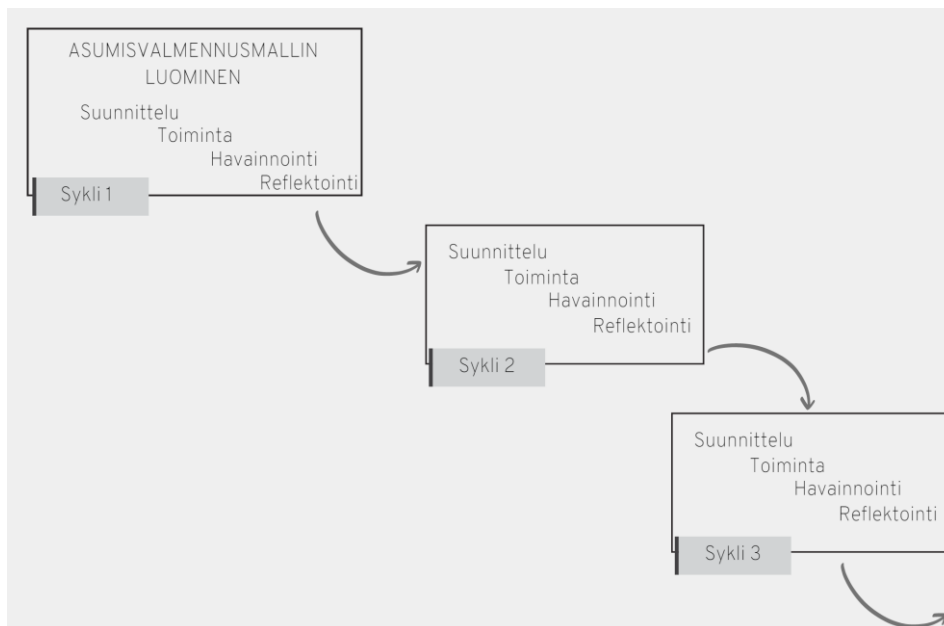 ASUMISVALMENNUSMALLIN
LUOMINEN
Suunnittelu
Toiminta
Havainnointi
Reflektointi
Sykli 1
Suunnittelu
Toiminta
Havainnointi
Reflektointi
Sykli 2
Suunnittelu
Toiminta
Havainnointi
Reflektointi
Sykli 3